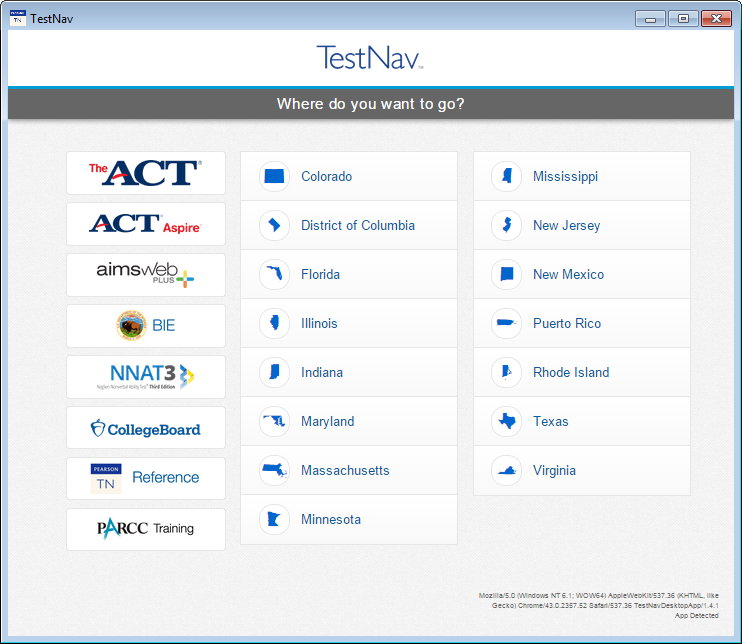 PEARSON
TN
TestNav
TestNav™
Where do you want to go?
The ACT®
ACT® Aspire®
aimsweb
PLUS
BIE
NNAT3
Naglieri Nonverbal Ability Test® Third Edition
CollegeBoard
PEARSON
TN
Reference
PARCC Training
Colorado
District of Columbia
Florida
Illinois
Indiana
Maryland
Massachusetts
Minnesota
Mississippi
New Jersey
New Mexico
Puerto Rico
Rhode Island
Texas
Virginia
Mozilla/5.0 (Windows NT 6.1; WOW64) AppleWebKit/537.36 (KHTML, like
Gecko) Chrome/43.0.2357.52 Safari/537.36 TestNavDesktopApp/1.4.1
App Detected